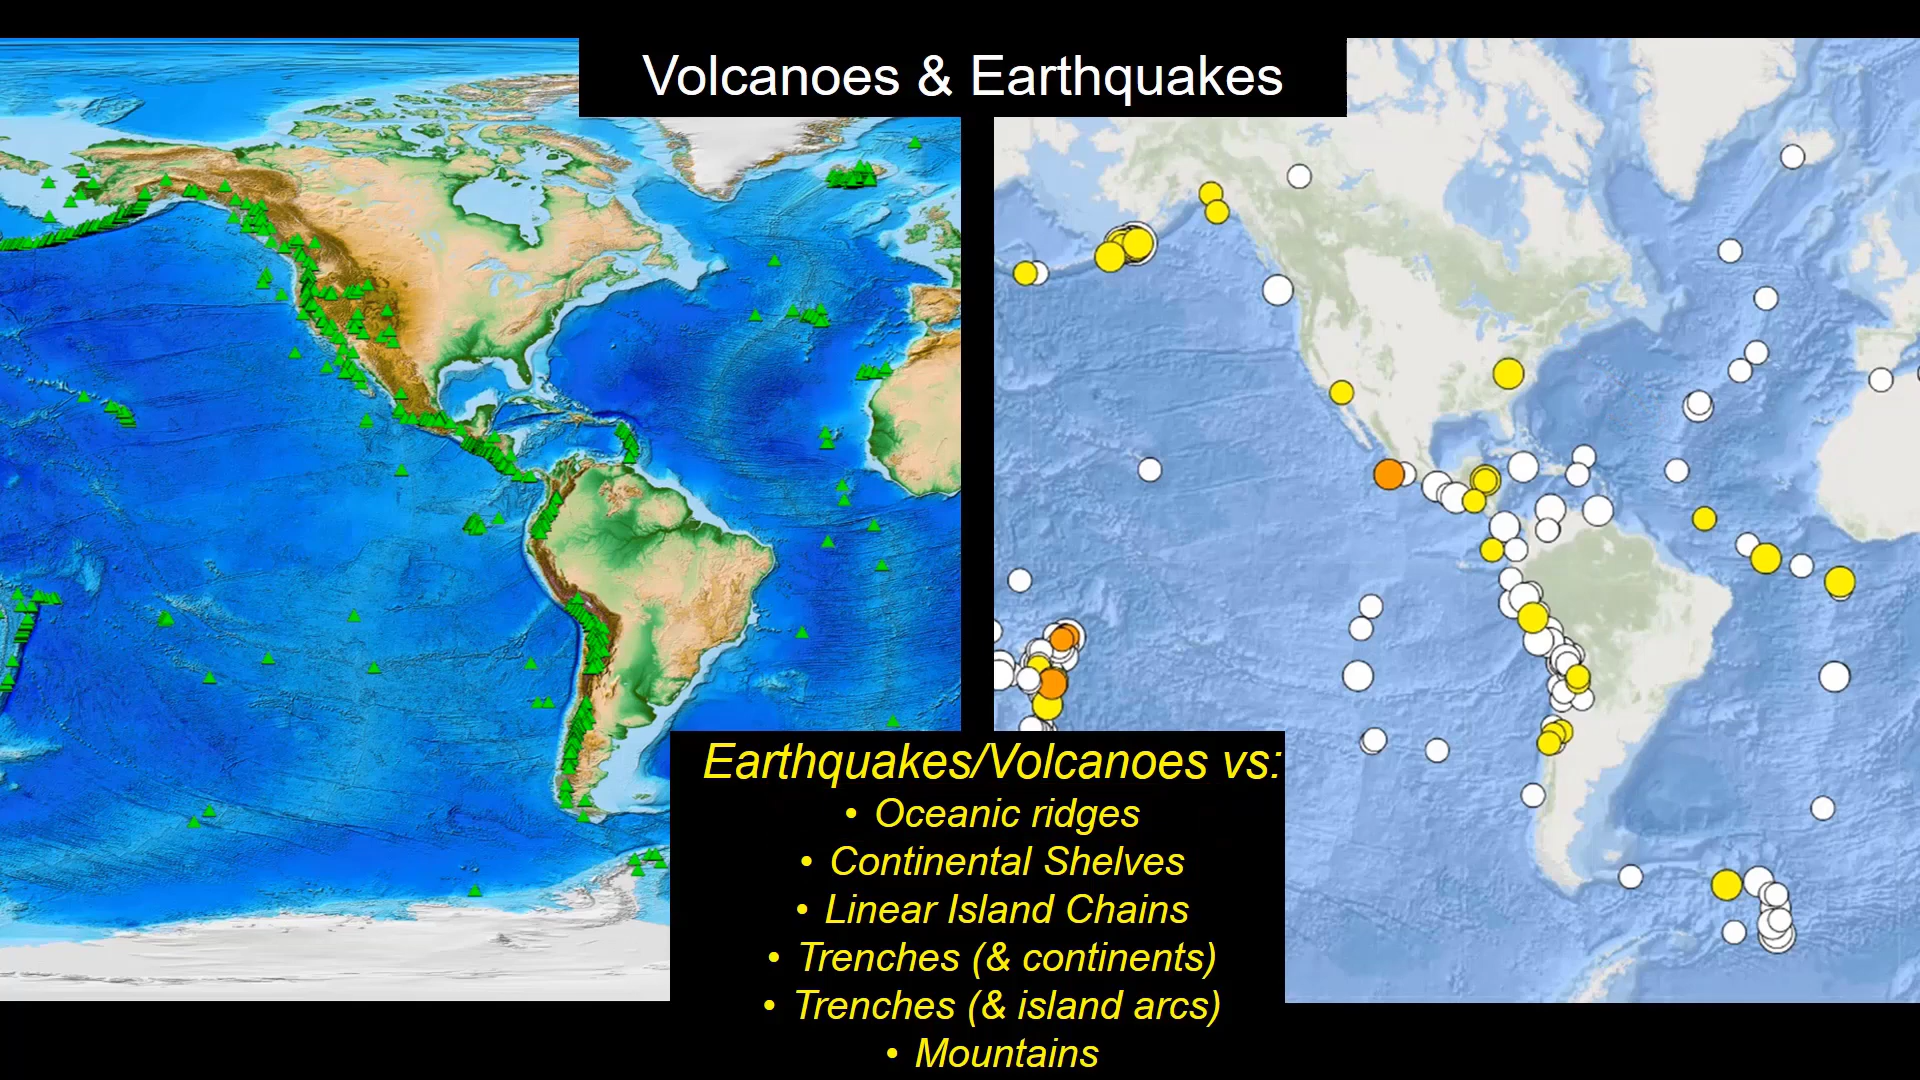 Volcanoes & Earthquakes
Earthquakes/Volcanoes vs:
• Oceanic ridges
• Continental Shelves
• Linear Island Chains
• Trenches (& continents)
• Trenches (& island arcs)
• Mountains